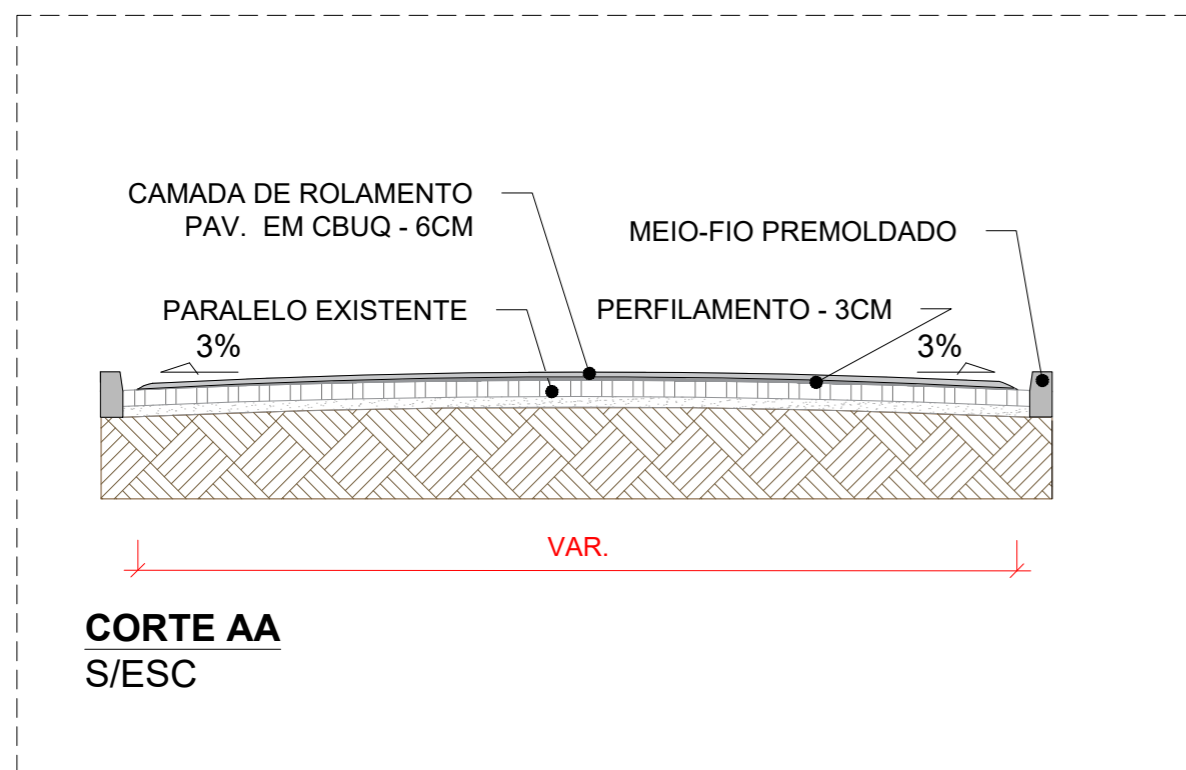 CAMADA DE ROLAMENTO
PAV. EM CBUQ - 6CM
MEIO-FIO PREMOLDADO
PARALELO EXISTENTE
PERFILAMENTO - 3CM
3%
3%
VAR.
CORTE AA
S/ESC